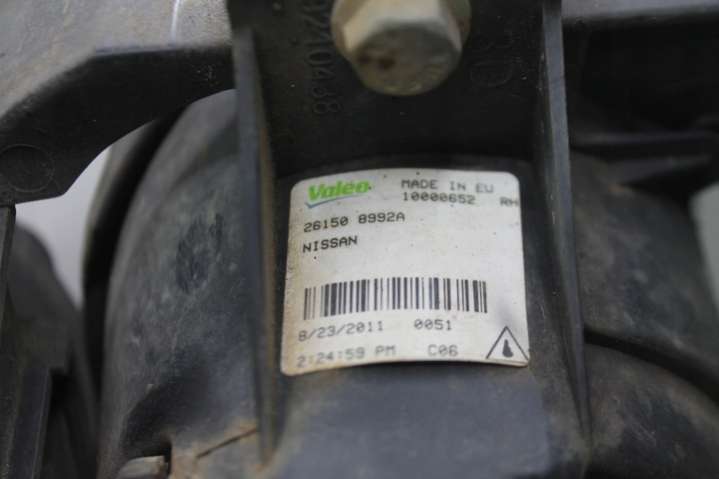 Valeo MADE IN EU
10000652 RH
26150 8992A
NISSAN
8/23/2011 0051
2:24:59 PM C06